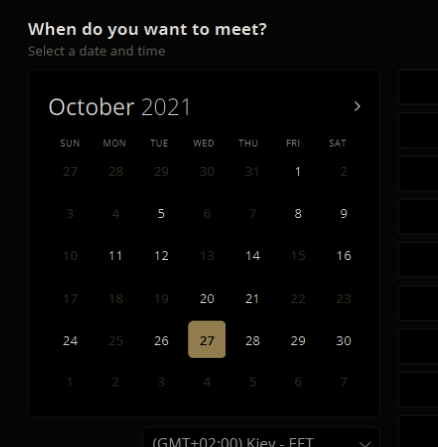 When do you want to meet?
Select a date and time
October 2021
SUN MON TUE WED THU FRI SAT
27 28 29 30 31 1 2
3 4 5 6 7 8 9
10 11 12 13 14 15 16
17 18 19 20 21 22 23
24 25 26 27 28 29 30
1 2 3 4 5 6 7
(GMT+02:00) Kiev - EET